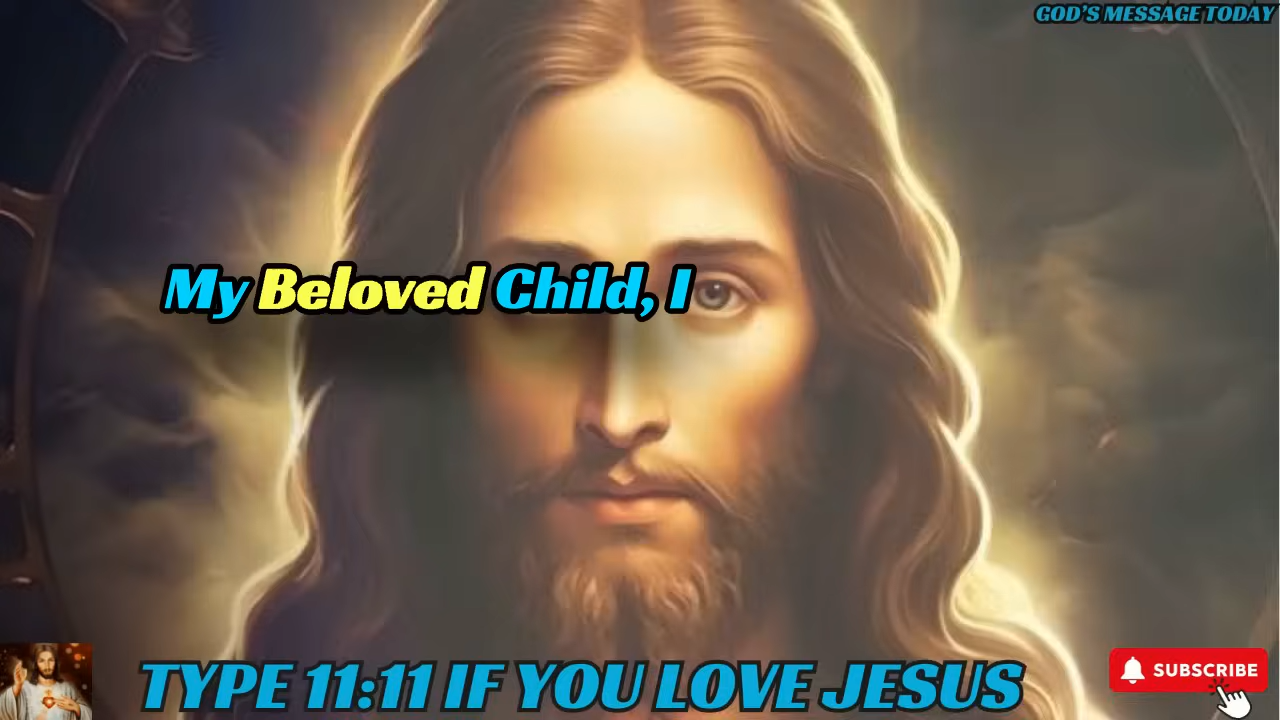 GOD'S MESSAGE TODAY
My Beloved Child, I
TYPE 11:11 IF YOU LOVE JESUS
SUBSCRIBE